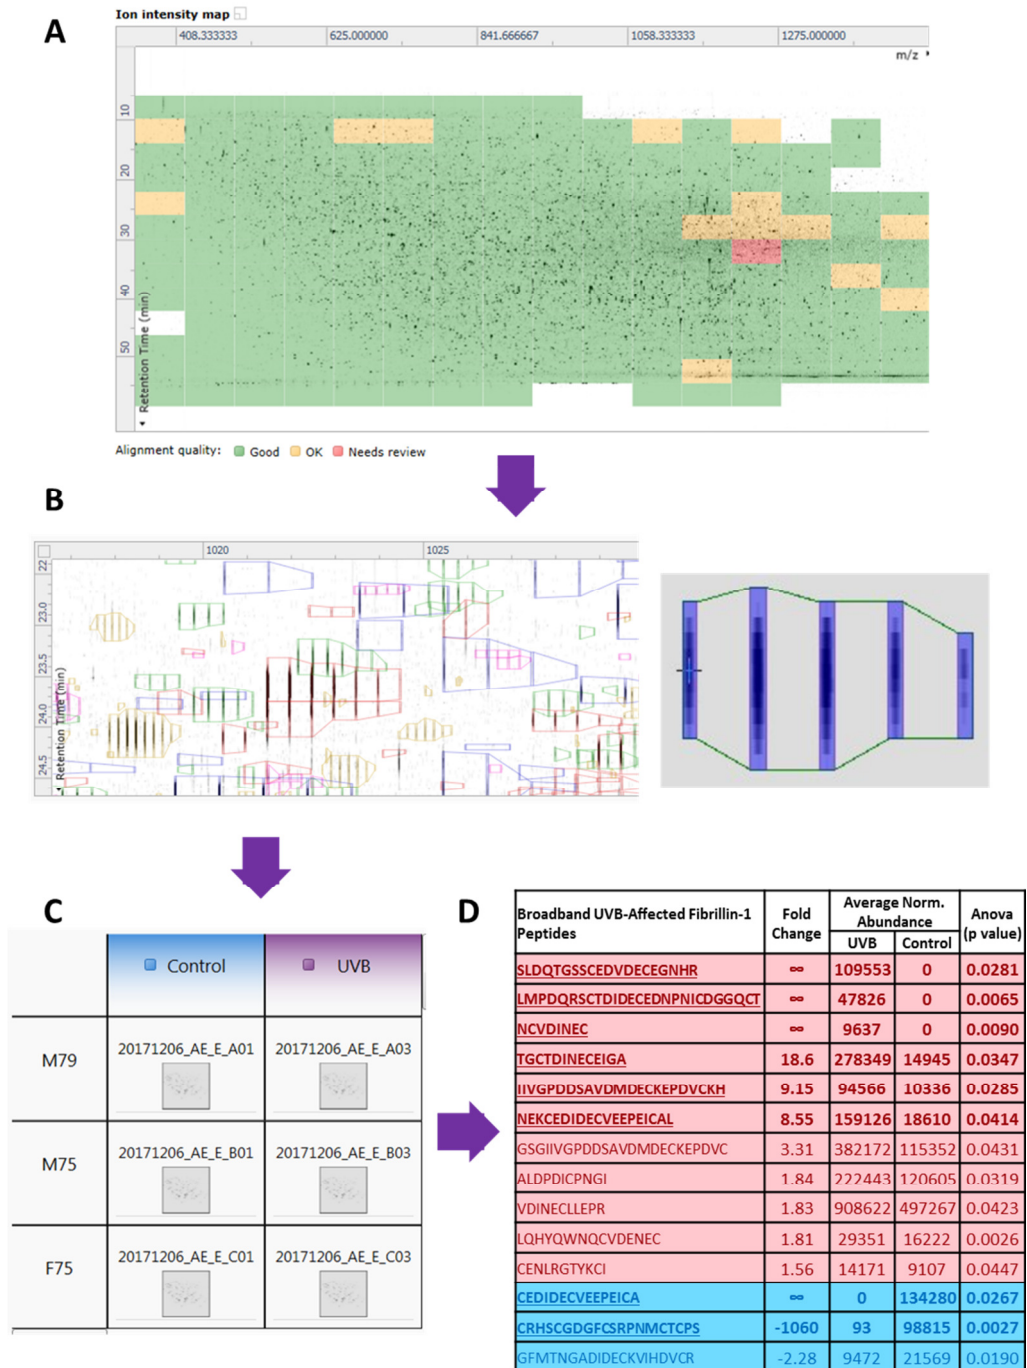 Ion intensity map
A
408.333333 625.000000 841.666667 1058.333333 1275.000000
m/z
10
20
30
40
50
Retention Time (min)
Alignment quality: Good OK Needs review
B
1020 1025
22
23.0
23.5
24.0
24.5
Retention Time (min)
C
Control UVB
M79 20171206_AE_E_A01 20171206_AE_E_A03
M75 20171206_AE_E_B01 20171206_AE_E_B03
F75 20171206_AE_E_C01 20171206_AE_E_C03
D
Broadband UVB-Affected Fibrillin-1 Peptides Fold Change Average Norm. Abundance Anova (p value)
UVB Control
SLDQTGSSCEDVDECEGNHR ∞ 109553 0 0.0281
LMPDQRSCTDIDECEDNPNICDGGQCT ∞ 47826 0 0.0065
NCVDINEC ∞ 9637 0 0.0090
TGCTDINECEIGA 18.6 278349 14945 0.0347
IIVGPDDSAVDMDECKEPDVCKH 9.15 94566 10336 0.0285
NEKCEDIDECVEEPEICAL 8.55 159126 18610 0.0414
GSGIIVGPDDSAVDMDECKEPDVC 3.31 382172 115352 0.0431
ALDPDICPNGI 1.84 222443 120605 0.0319
VDINECLLEPR 1.83 908622 497267 0.0423
LQHYQWNQCVDENEC 1.81 29351 16222 0.0026
CENLRGTYKCI 1.56 14171 9107 0.0447
CEDIDECVEEPEICA ∞ 0 134280 0.0267
CRHSCGDGFCSRPNMCTCPS -1060 93 98815 0.0027
GFMTNGADIDECKVIHDVCR -2.28 9472 21569 0.0190